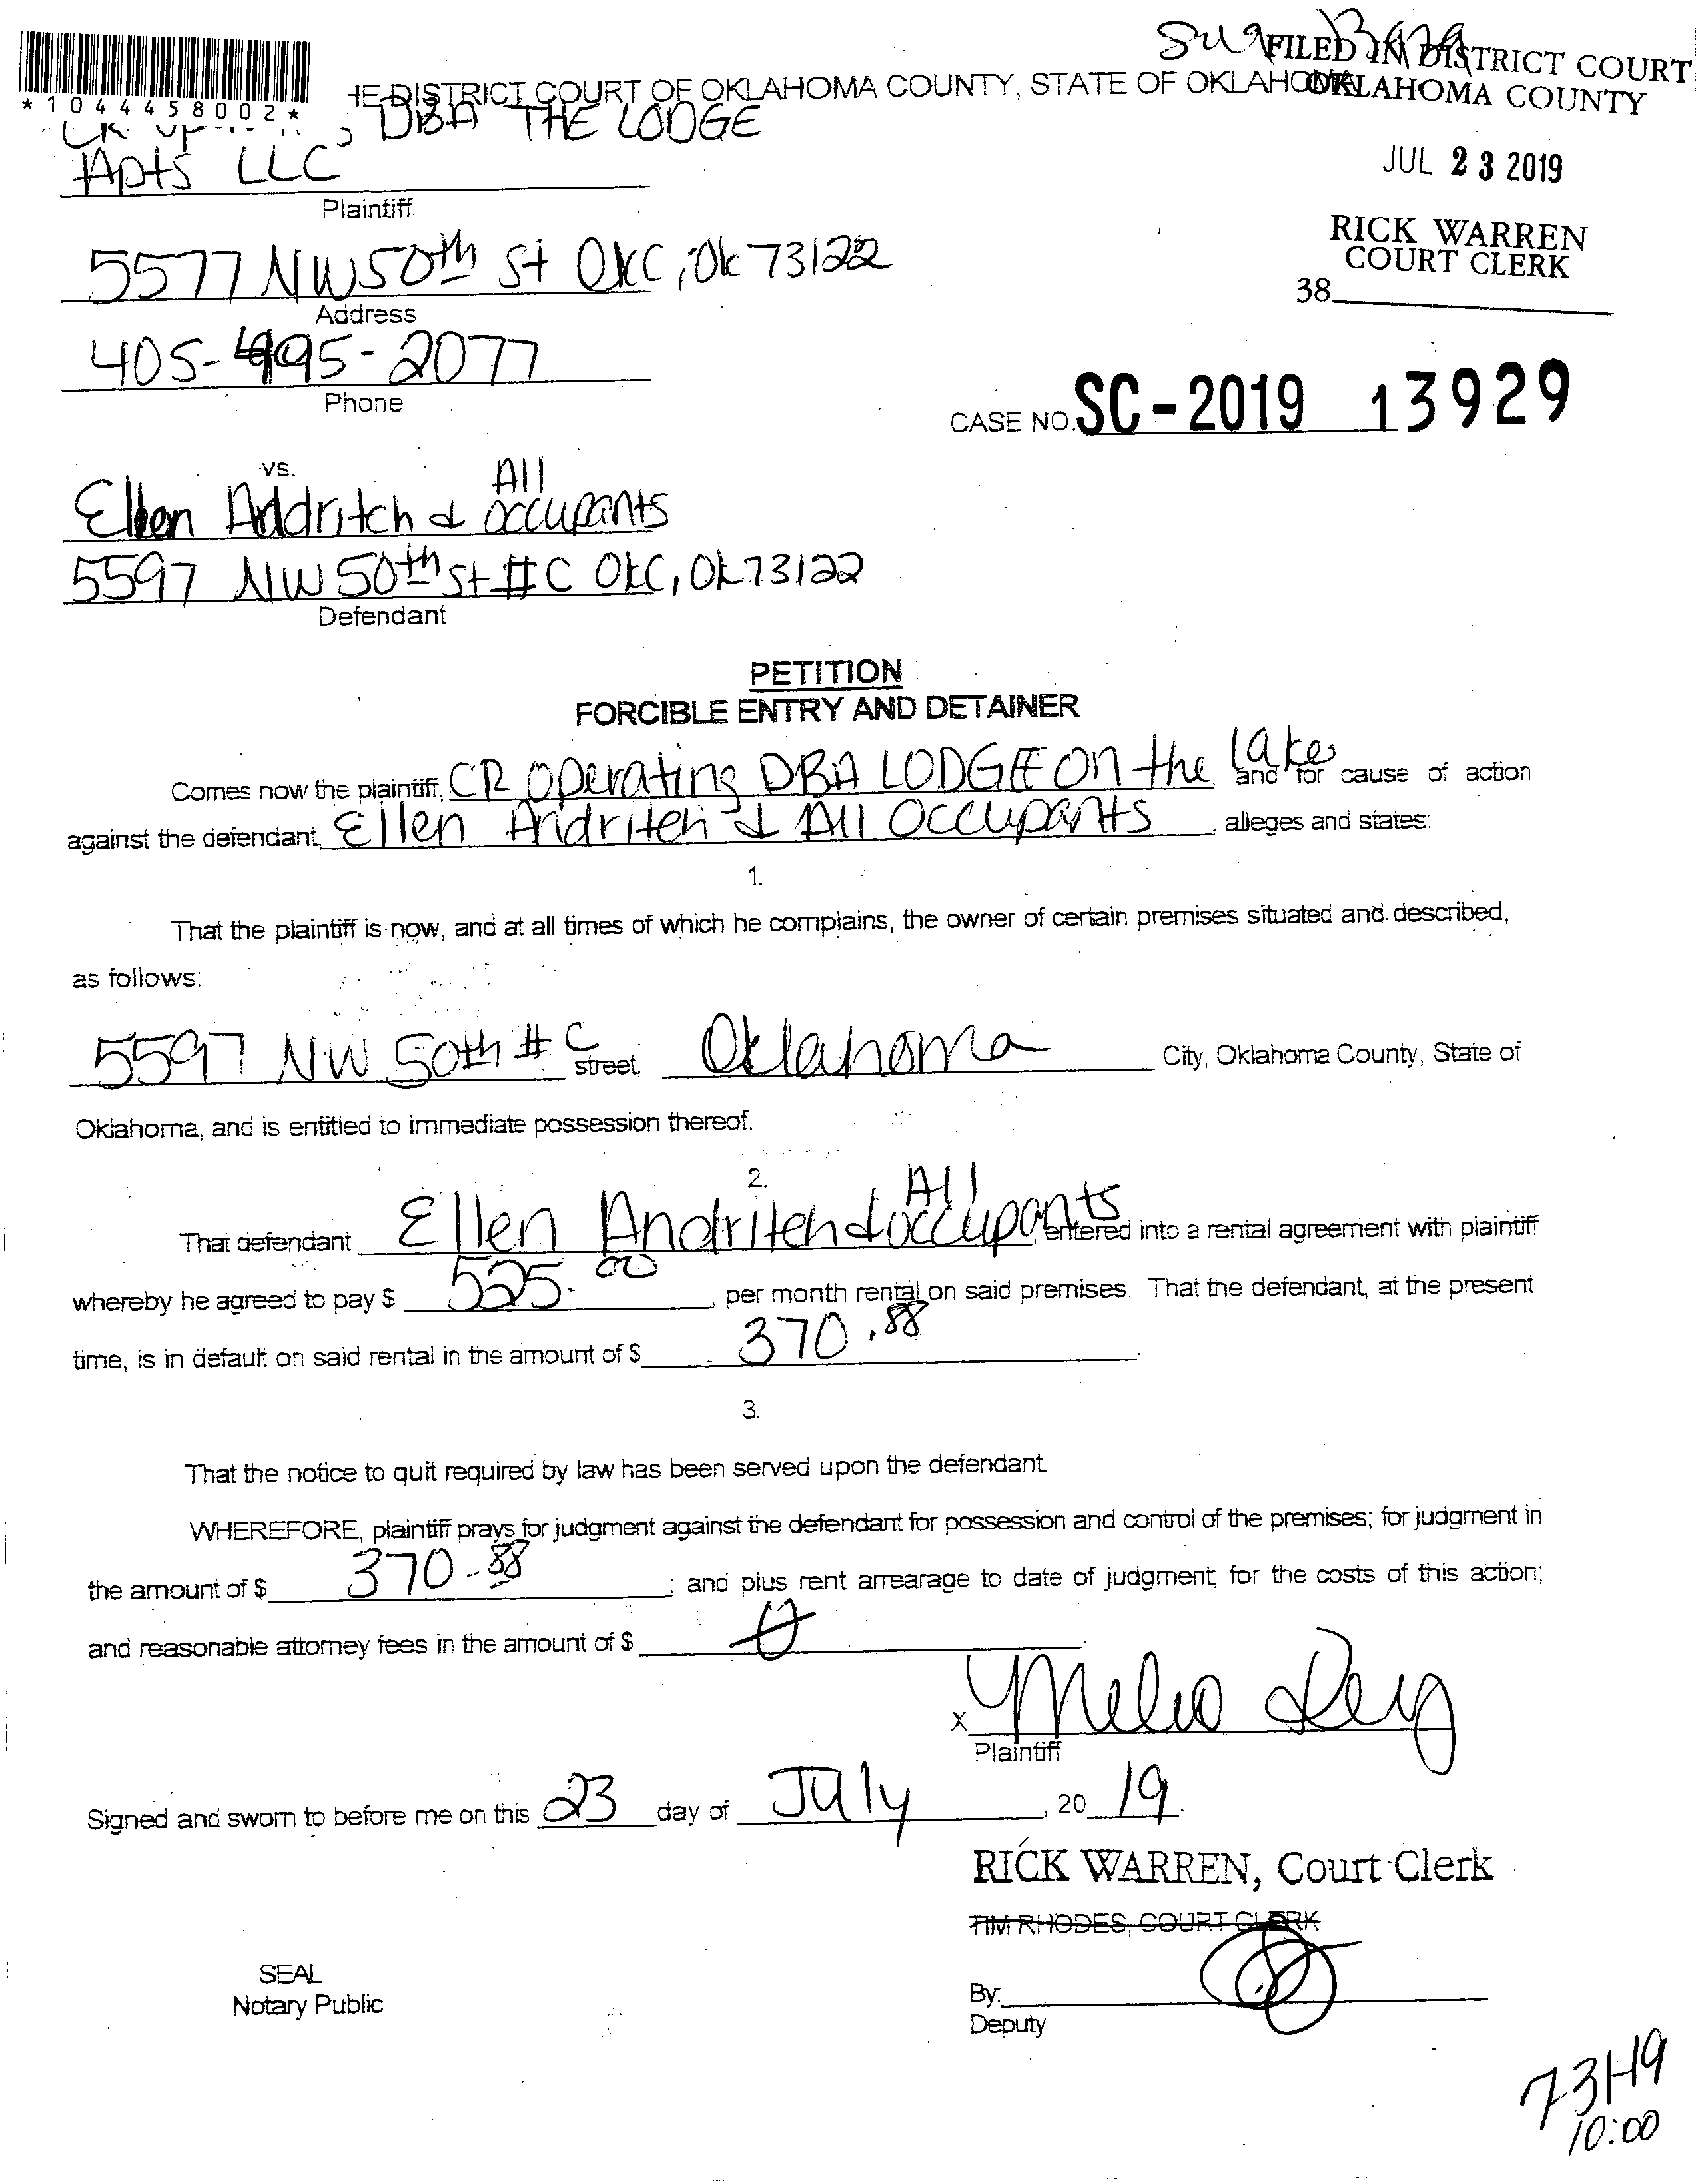 FILED IN DISTRICT COURT
OKLAHOMA COUNTY
*1044458002*
HE DISTRICT COURT OF OKLAHOMA COUNTY, STATE OF OKLAHOMA
DBA THE LODGE
Apts LLC
Plaintiff
JUL 23 2019
RICK WARREN
COURT CLERK
38
5577 NW 50th St OKC, Ok 73122
Address
405-495-2077
Phone
CASE NO. SC-2019 13929
vs.
Ellen Addritch & All occupants
5597 NW 50th St #C OKC, Ok 73122
Defendant
PETITION
FORCIBLE ENTRY AND DETAINER
Comes now the plaintiff, CR Operating DBA LODGE on the lake and for cause of action
against the defendant, Ellen Andritch & All Occupants, alleges and states:
1.
That the plaintiff is now, and at all times of which he complains, the owner of certain premises situated and described,
as follows:
5597 NW 50th # C street, Oklahoma City, Oklahoma County, State of
Oklahoma, and is entitled to immediate possession thereof.
2.
That defendant Ellen Andritch & All occupants entered into a rental agreement with plaintiff
whereby he agreed to pay $ 525.00, per month rental on said premises. That the defendant, at the present
time, is in default on said rental in the amount of $ 370.88.
3.
That the notice to quit required by law has been served upon the defendant.
WHEREFORE, plaintiff prays for judgment against the defendant for possession and control of the premises; for judgment in
the amount of $ 370.88; and plus rent arrearage to date of judgment, for the costs of this action;
and reasonable attorney fees in the amount of $ 0.
X
Plaintiff
Signed and sworn to before me on this 23 day of July, 20 19.
RICK WARREN, Court Clerk
TIM RHODES, COURT CLERK
SEAL
Notary Public
By:
Deputy
10:00